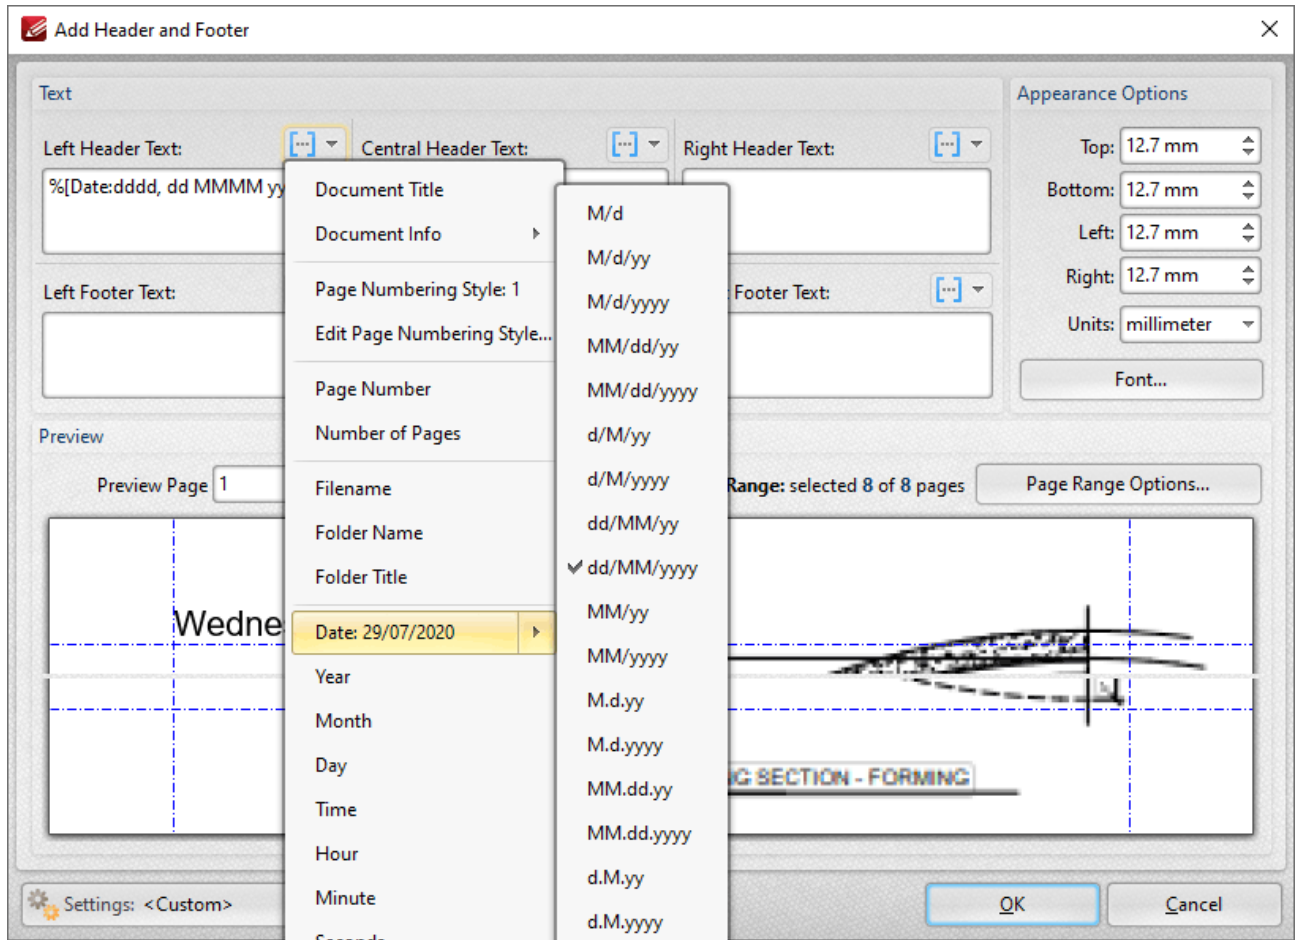 Add Header and Footer
Text
Appearance Options
Left Header Text:
Central Header Text:
Right Header Text:
%[Date:dddd, dd MMMM yy
Top: 12.7 mm
Bottom: 12.7 mm
Left: 12.7 mm
Right: 12.7 mm
Units: millimeter
Font...
Left Footer Text:
Footer Text:
Document Title
Document Info
Page Numbering Style: 1
Edit Page Numbering Style...
Page Number
Number of Pages
Filename
Folder Name
Folder Title
Date: 29/07/2020
Year
Month
Day
Time
Hour
Minute
Seconds
M/d
M/d/yy
M/d/yyyy
MM/dd/yy
MM/dd/yyyy
d/M/yy
d/M/yyyy
dd/MM/yy
dd/MM/yyyy
MM/yy
MM/yyyy
M.d.yy
M.d.yyyy
MM.dd.yy
MM.dd.yyyy
d.M.yy
d.M.yyyy
Preview
Preview Page 1
Range: selected 8 of 8 pages
Page Range Options...
Wednes
NG SECTION - FORMING
Settings: <Custom>
OK
Cancel